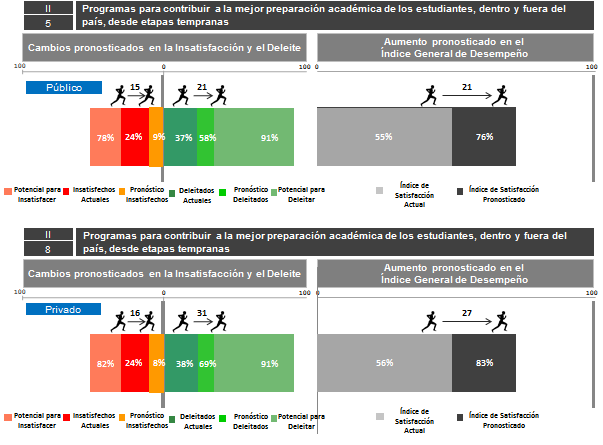 II
5
Programas para contribuir a la mejor preparación académica de los estudiantes, dentro y fuera del
país, desde etapas tempranas
Cambios pronosticados en la Insatisfacción y el Deleite
Aumento pronosticado en el
Índice General de Desempeño
100 0 100
0 100
Público
15 21
21
78% 24% 9% 37% 58% 91%
55% 76%
Potencial para
Insatisfacer
Insatisfechos
Actuales
Pronóstico
Insatisfechos
Deleitados
Actuales
Pronóstico
Deleitados
Potencial para
Deleitar
Índice de
Satisfacción
Actual
Índice de Satisfacción
Pronosticado
II
8
Programas para contribuir a la mejor preparación académica de los estudiantes, dentro y fuera del
país, desde etapas tempranas
Cambios pronosticados en la Insatisfacción y el Deleite
Aumento pronosticado en el
Índice General de Desempeño
100 0 100
0 100
Privado
16 31
27
82% 24% 8% 38% 69% 91%
56% 83%
Potencial para
Insatisfacer
Insatisfechos
Actuales
Pronóstico
Insatisfechos
Deleitados
Actuales
Pronóstico
Deleitados
Potencial para
Deleitar
Índice de
Satisfacción
Actual
Índice de Satisfacción
Pronosticado